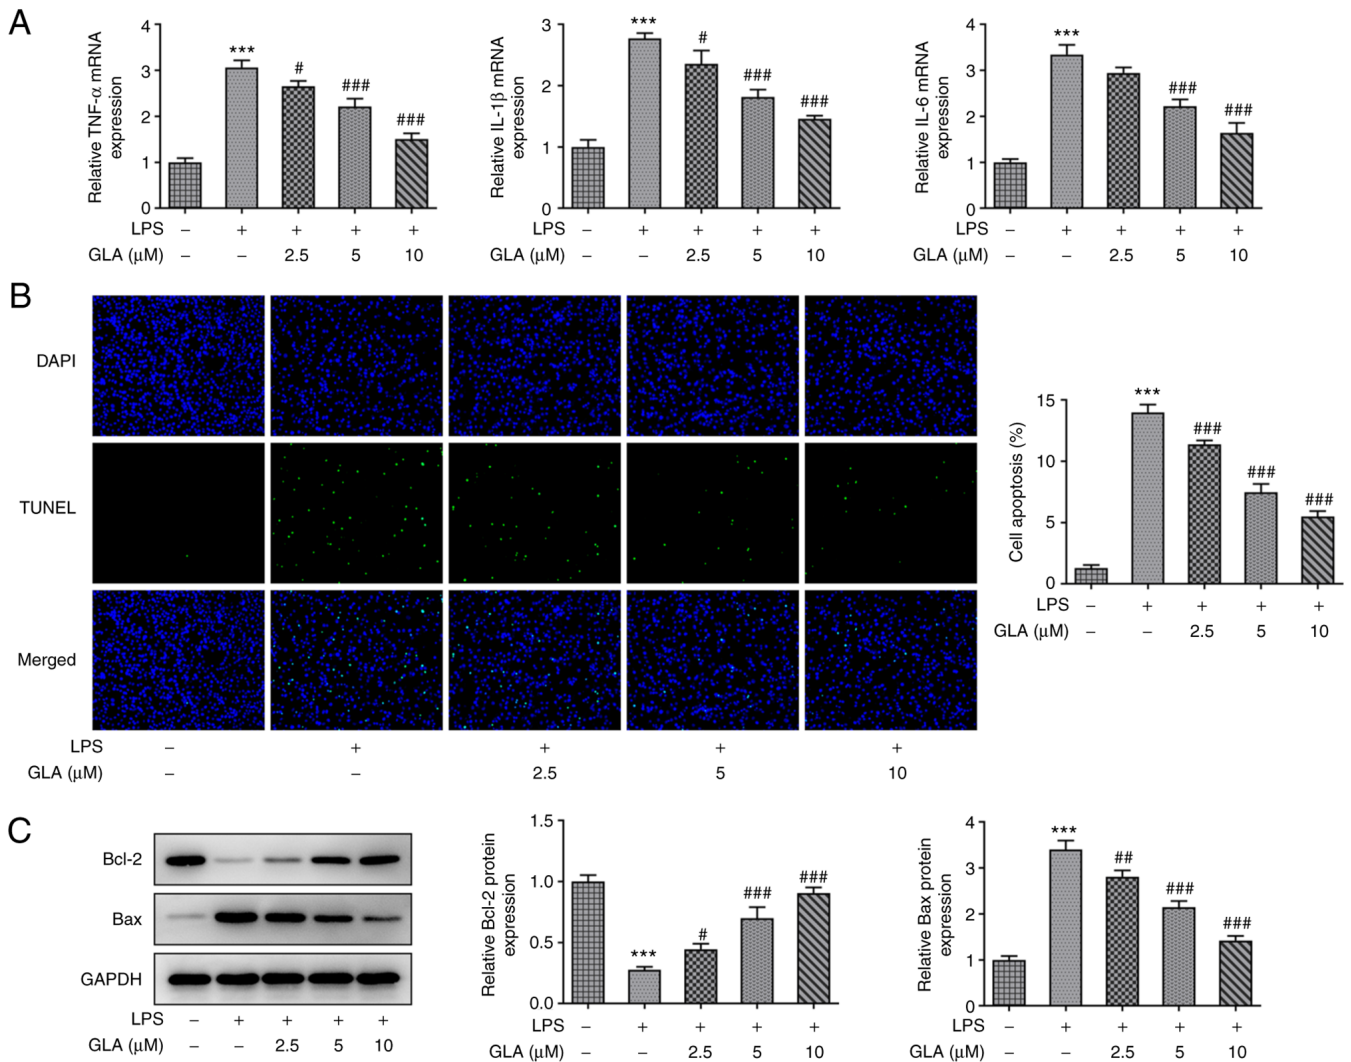 A
Relative TNF-α mRNA
expression
4
3
2
1
0
***
#
###
###
LPS – + + + +
GLA (μM) – – 2.5 5 10
Relative IL-1β mRNA
expression
3
2
1
0
***
#
###
###
LPS – + + + +
GLA (μM) – – 2.5 5 10
Relative IL-6 mRNA
expression
4
3
2
1
0
***
###
###
LPS – + + + +
GLA (μM) – – 2.5 5 10
B
DAPI
TUNEL
Merged
LPS – + + + +
GLA (μM) – – 2.5 5 10
Cell apoptosis (%)
15
10
5
0
***
###
###
###
LPS – + + + +
GLA (μM) – – 2.5 5 10
C
Bcl-2
Bax
GAPDH
LPS – + + + +
GLA (μM) – – 2.5 5 10
Relative Bcl-2 protein
expression
1.5
1.0
0.5
0.0
***
#
###
###
LPS – + + + +
GLA (μM) – – 2.5 5 10
Relative Bax protein
expression
4
3
2
1
0
***
##
###
###
LPS – + + + +
GLA (μM) – – 2.5 5 10